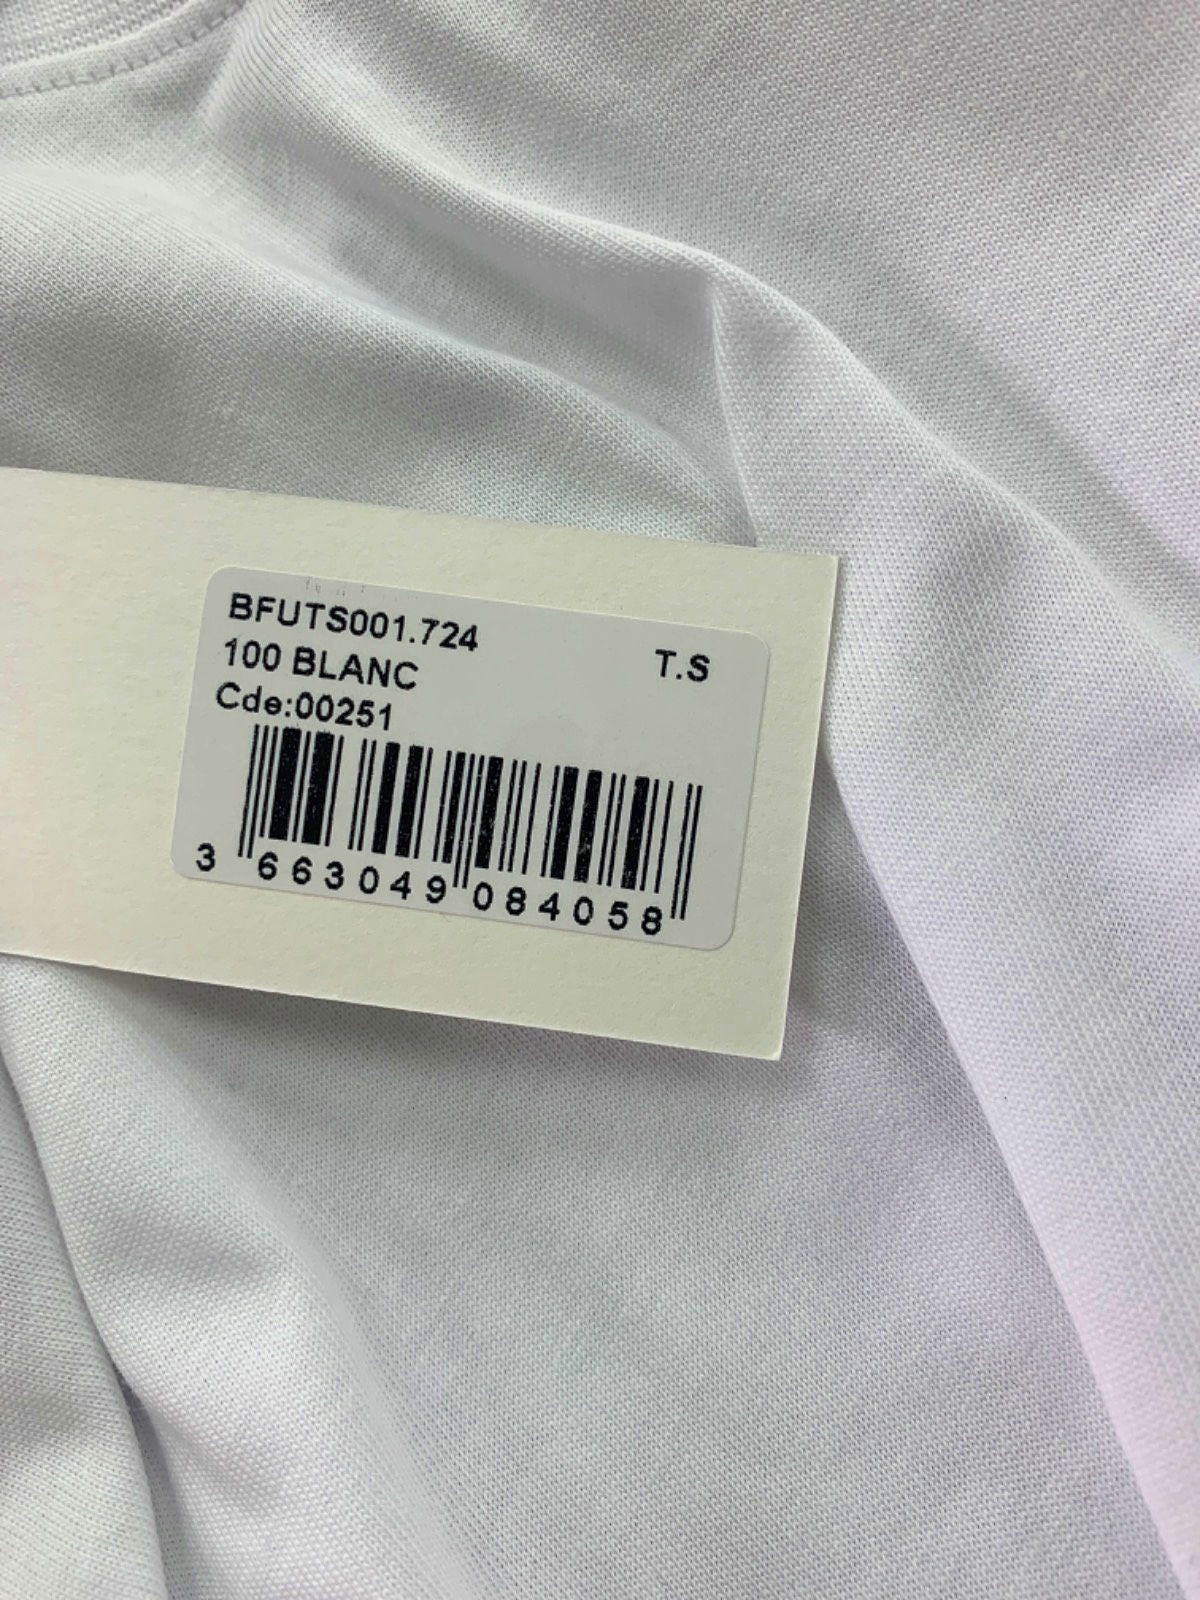 BFUTS001.724
100 BLANC T.S
Cde:00251
3 663049 084058